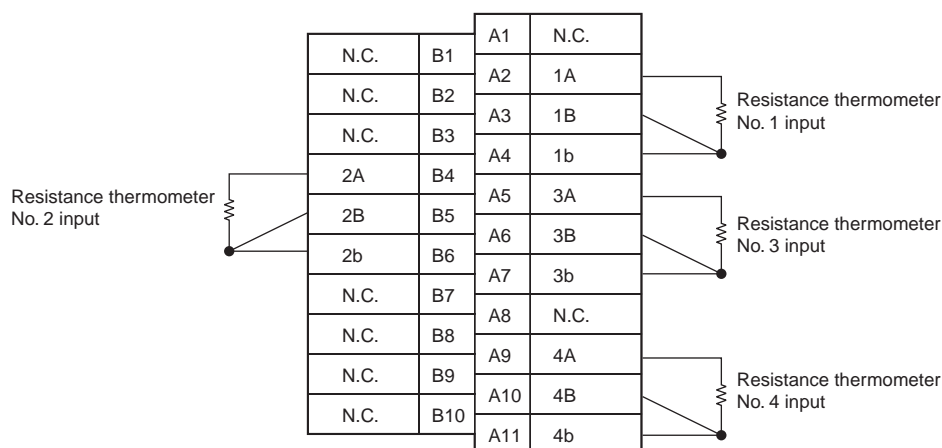 A1 N.C.
N.C. B1
A2 1A
N.C. B2
A3 1B
N.C. B3
A4 1b
2A B4
A5 3A
2B B5
A6 3B
2b B6
A7 3b
N.C. B7
A8 N.C.
N.C. B8
A9 4A
N.C. B9
A10 4B
N.C. B10
A11 4b
Resistance thermometer
No. 1 input
Resistance thermometer
No. 2 input
Resistance thermometer
No. 3 input
Resistance thermometer
No. 4 input